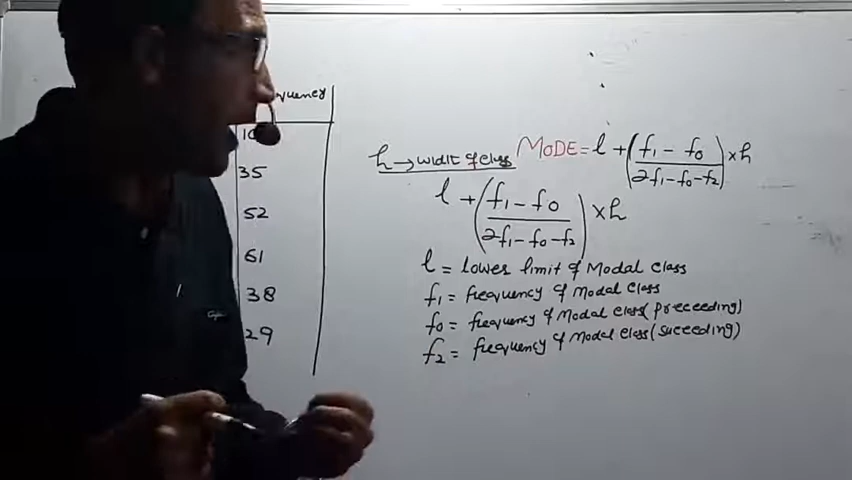 quency
10
35
52
61
38
29
h → widit of class
MODE = l + (f₁ - f₀ / 2f₁ - f₀ - f₂) × h
l + (f₁ - f₀ / 2f₁ - f₀ - f₂) × h
l = lower limit of Modal class
f₁ = frequency of Modal class
f₀ = frequency of Modal class (preceeding)
f₂ = frequency of Modal class (succeeding)